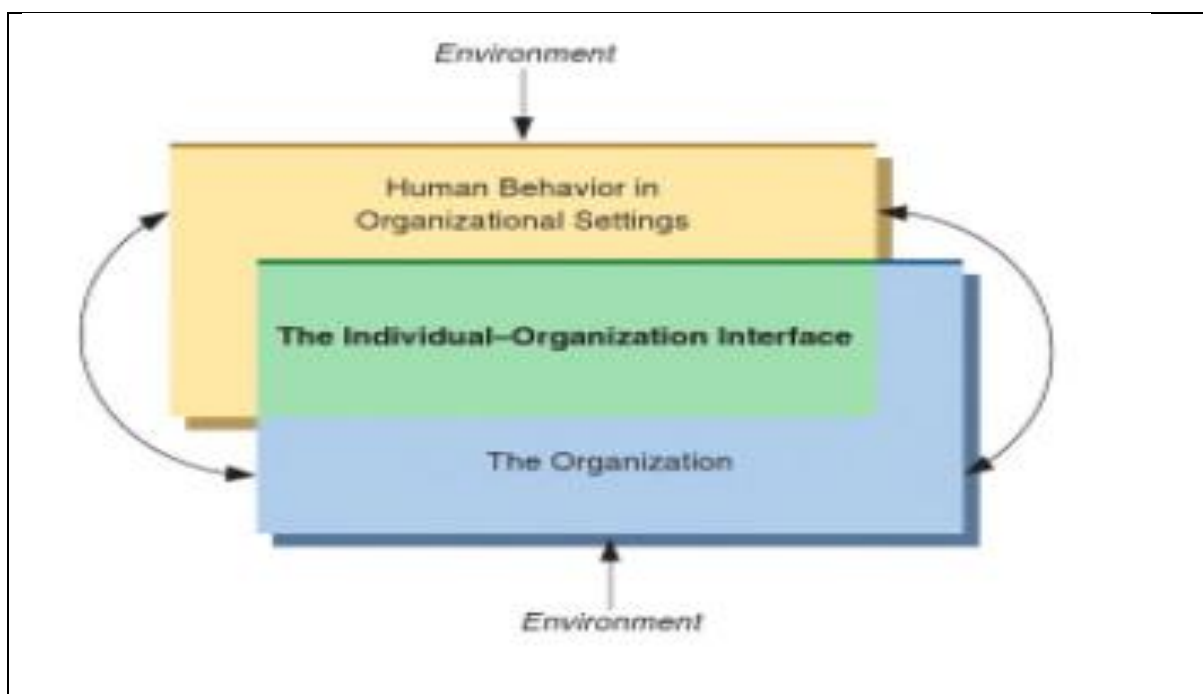 Environment
Human Behavior in
Organizational Settings
The Individual–Organization Interface
The Organization
Environment